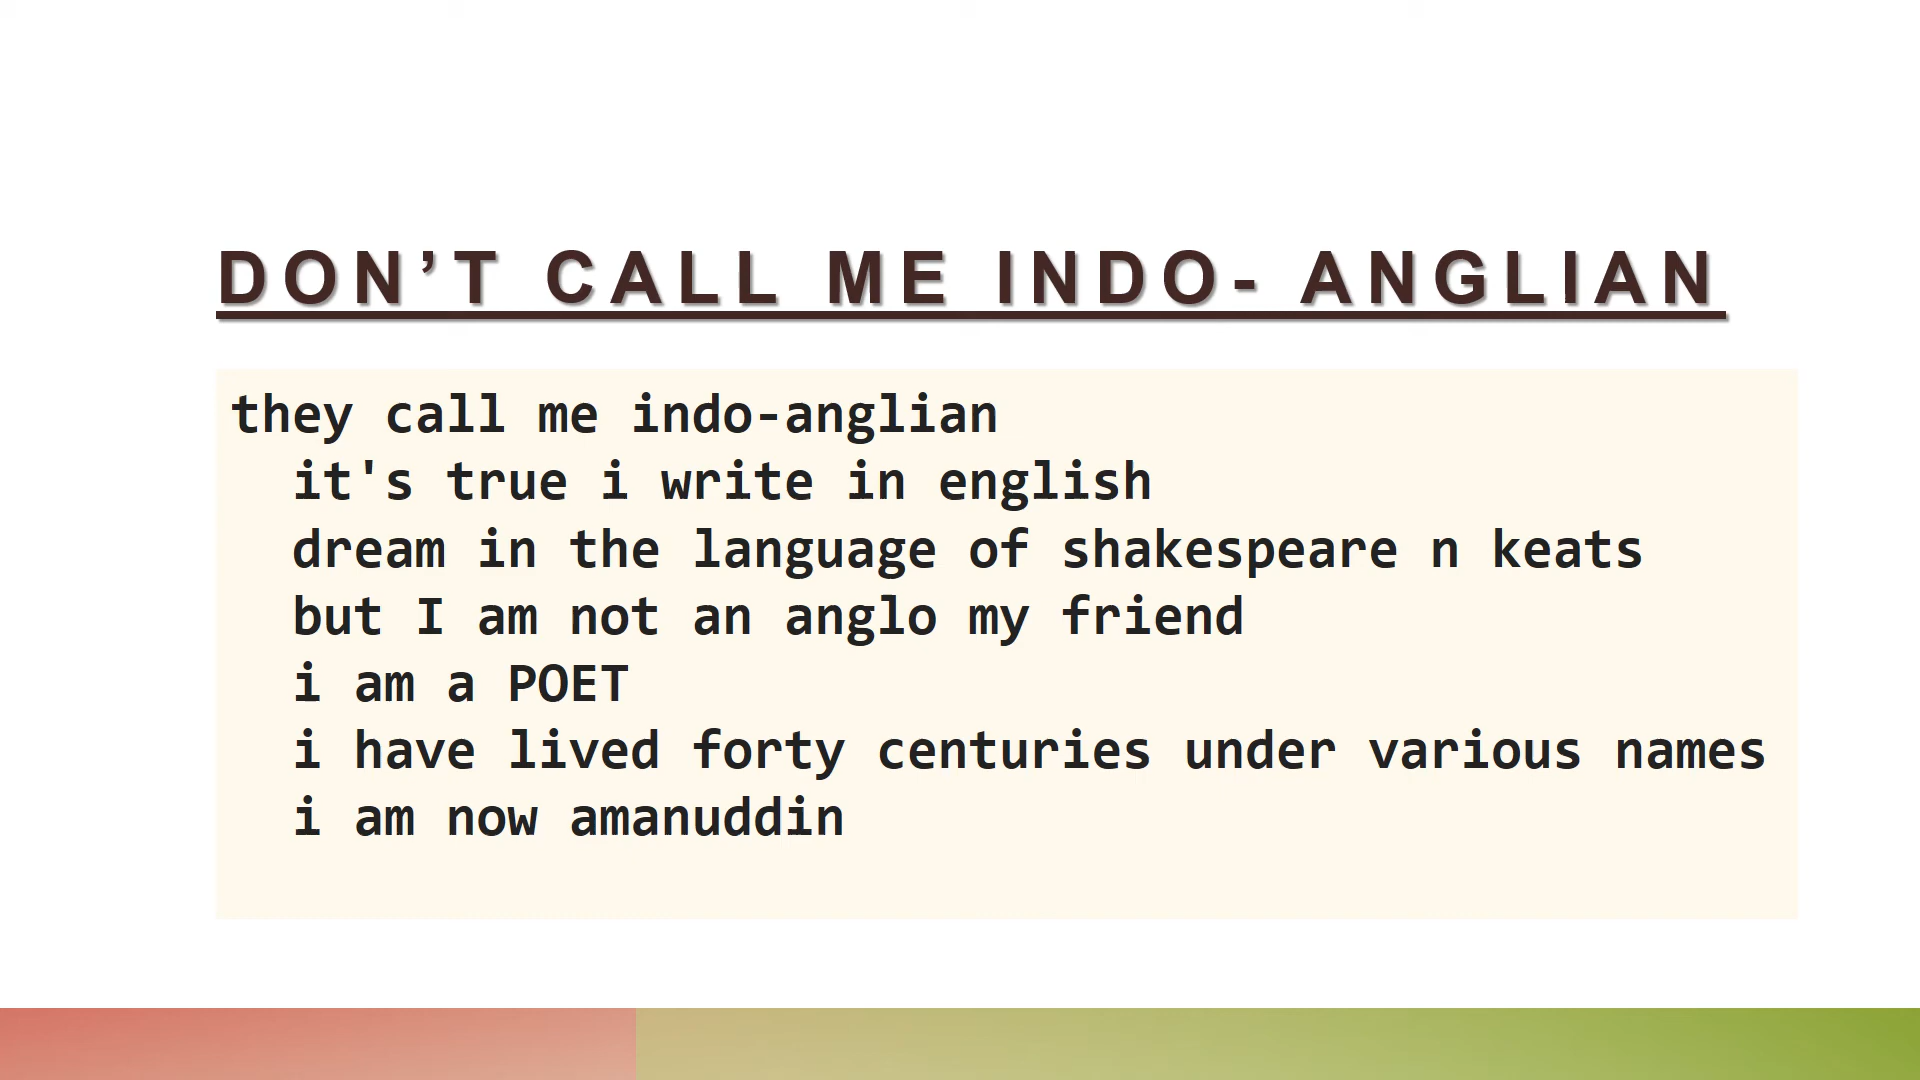 DON’T CALL ME INDO- ANGLIAN
they call me indo-anglian
it's true i write in english
dream in the language of shakespeare n keats
but I am not an anglo my friend
i am a POET
i have lived forty centuries under various names
i am now amanuddin